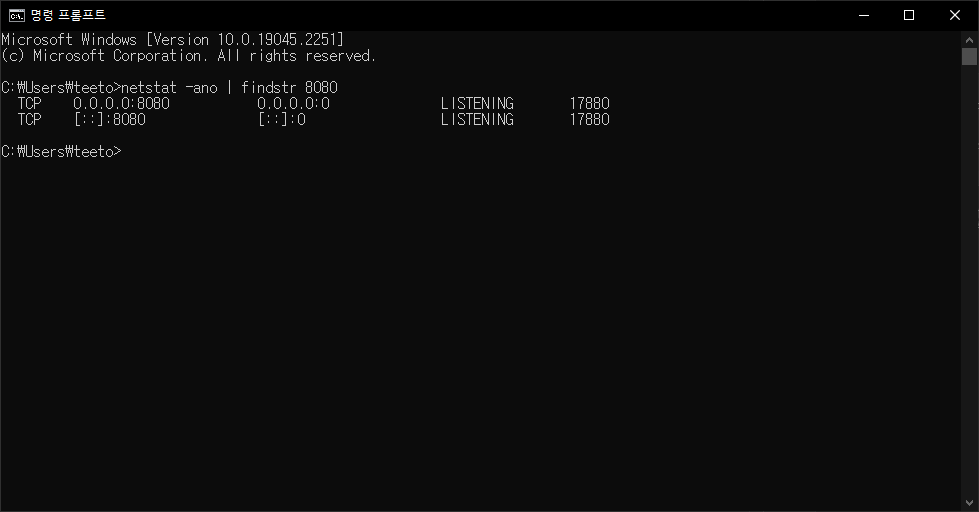 명령 프롬프트
Microsoft Windows [Version 10.0.19045.2251]
(c) Microsoft Corporation. All rights reserved.
C:₩Users₩teeto>netstat -ano | findstr 8080
TCP    0.0.0.0:8080           0.0.0.0:0              LISTENING       17880
TCP    [::]:8080              [::]:0                 LISTENING       17880
C:₩Users₩teeto>